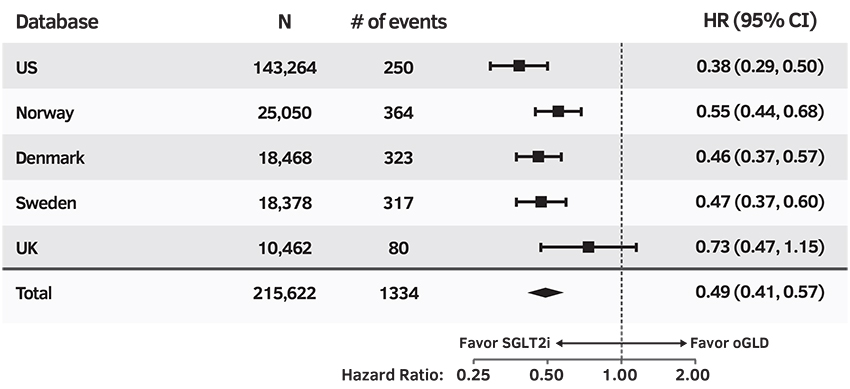 Database N # of events HR (95% CI)
US 143,264 250 0.38 (0.29, 0.50)
Norway 25,050 364 0.55 (0.44, 0.68)
Denmark 18,468 323 0.46 (0.37, 0.57)
Sweden 18,378 317 0.47 (0.37, 0.60)
UK 10,462 80 0.73 (0.47, 1.15)
Total 215,622 1334 0.49 (0.41, 0.57)
Favor SGLT2i Favor oGLD
Hazard Ratio: 0.25 0.50 1.00 2.00